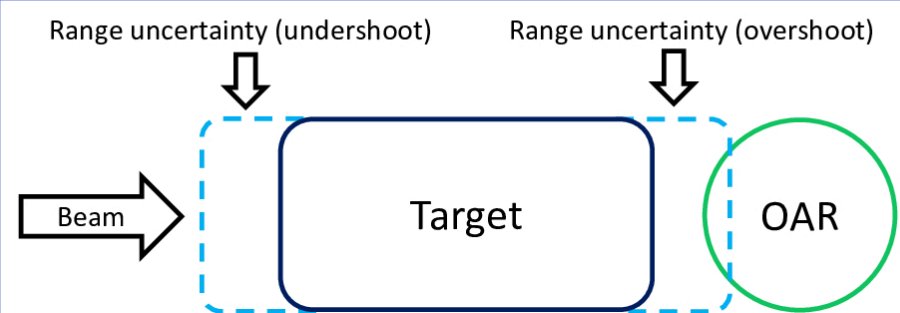 Range uncertainty (undershoot)
Range uncertainty (overshoot)
Beam
Target
OAR